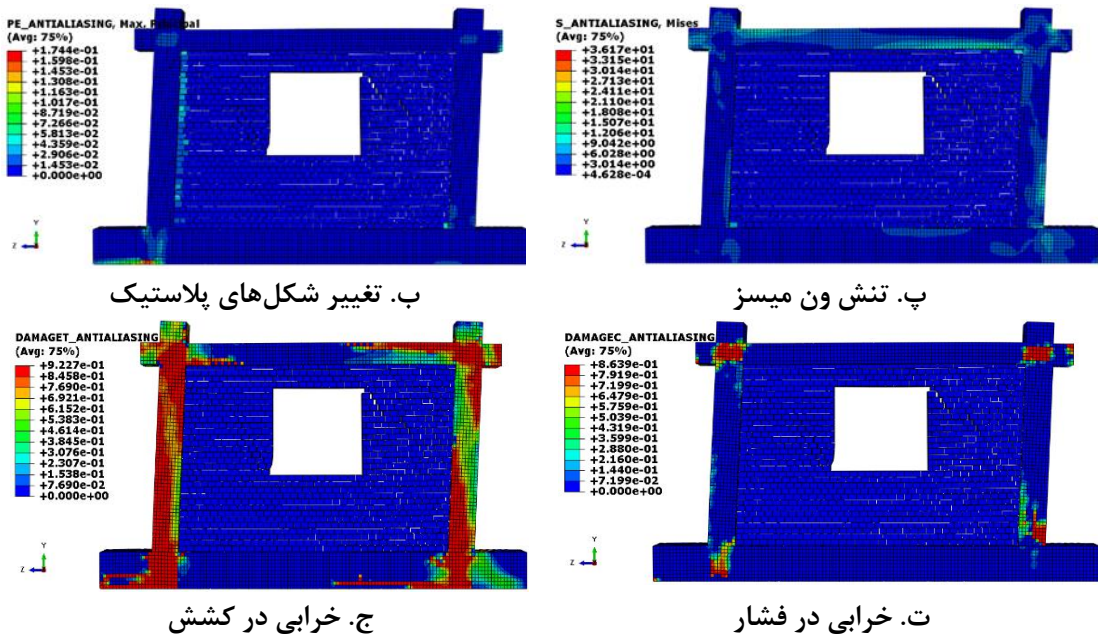 PE_ANTIALIASING, Max. Principal
(Avg: 75%)
+1.744e-01
+1.598e-01
+1.453e-01
+1.308e-01
+1.163e-01
+1.017e-01
+8.719e-02
+7.266e-02
+5.813e-02
+4.359e-02
+2.906e-02
+1.453e-02
+0.000e+00
Y
Z
S_ANTIALIASING, Mises
(Avg: 75%)
+3.617e+01
+3.315e+01
+3.014e+01
+2.713e+01
+2.411e+01
+2.110e+01
+1.808e+01
+1.507e+01
+1.206e+01
+9.042e+00
+6.028e+00
+3.014e+00
+4.628e-04
Y
Z
ب. تغییر شکل‌های پلاستیک
پ. تنش ون میسز
DAMAGET_ANTIALIASING
(Avg: 75%)
+9.227e-01
+8.458e-01
+7.690e-01
+6.921e-01
+6.152e-01
+5.383e-01
+4.614e-01
+3.845e-01
+3.076e-01
+2.307e-01
+1.538e-01
+7.690e-02
+0.000e+00
Y
Z
DAMAGEC_ANTIALIASING
(Avg: 75%)
+8.639e-01
+7.919e-01
+7.199e-01
+6.479e-01
+5.759e-01
+5.039e-01
+4.319e-01
+3.599e-01
+2.880e-01
+2.160e-01
+1.440e-01
+7.199e-02
+0.000e+00
Y
Z
ج. خرابی در کشش
ت. خرابی در فشار